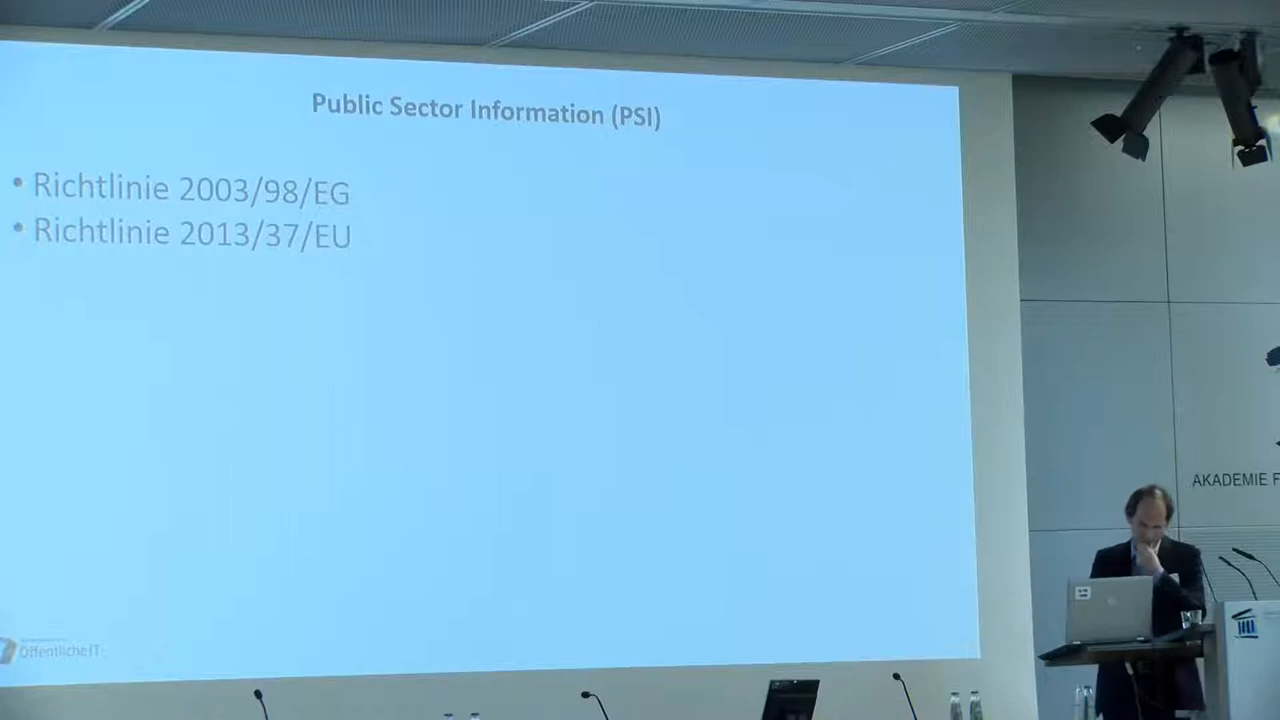 Public Sector Information (PSI)
• Richtlinie 2003/98/EG
• Richtlinie 2013/37/EU
ÖffentlicheIT
AKADEMIE F